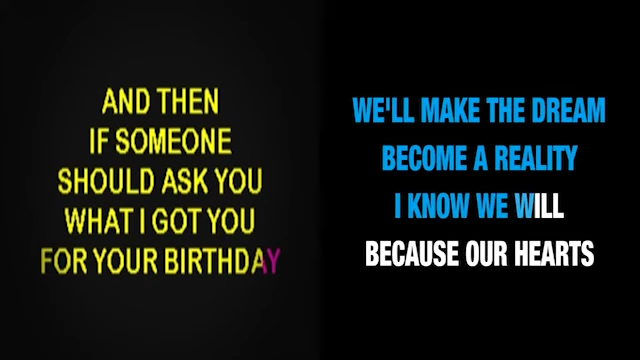 AND THEN
IF SOMEONE
SHOULD ASK YOU
WHAT I GOT YOU
FOR YOUR BIRTHDAY
WE'LL MAKE THE DREAM
BECOME A REALITY
I KNOW WE WILL
BECAUSE OUR HEARTS